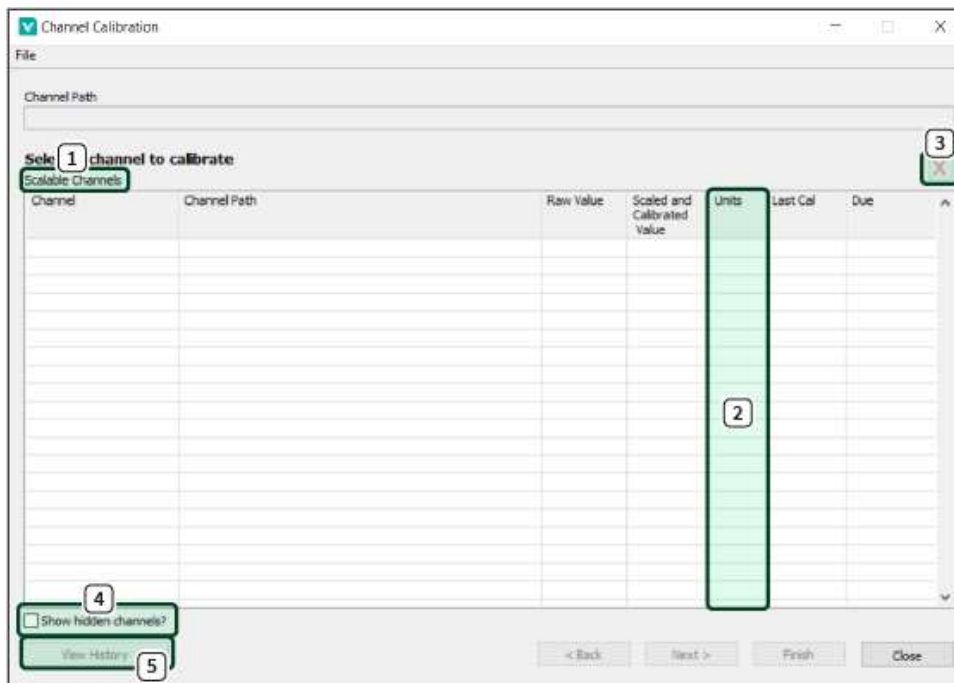 Channel Calibration
File
Channel Path
3
Sele 1 channel to calibrate
X
Scalable Channels
Channel Channel Path Raw Value Scaled and Units Last Cal Due
Calibrated
Value
2
4
Show hidden channels?
View History < Back Next > Finish Close
5